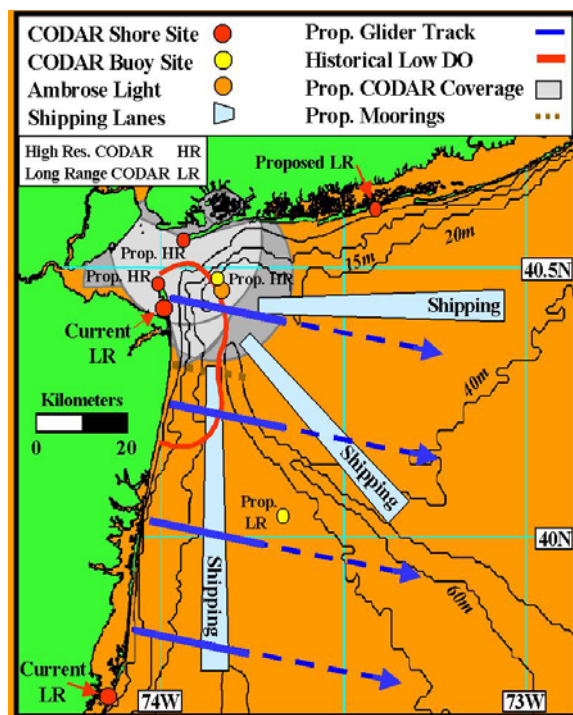 CODAR Shore Site
CODAR Buoy Site
Ambrose Light
Shipping Lanes
Prop. Glider Track
Historical Low DO
Prop. CODAR Coverage
Prop. Moorings
High Res. CODAR HR
Long Range CODAR LR
Proposed LR
20m
15m
Prop. HR
Prop. HR
Prop. HR
40.5N
Shipping
Current
LR
40m
Kilometers
0 20
Shipping
Prop.
LR
40N
Shipping
60m
Current
LR
74W
73W